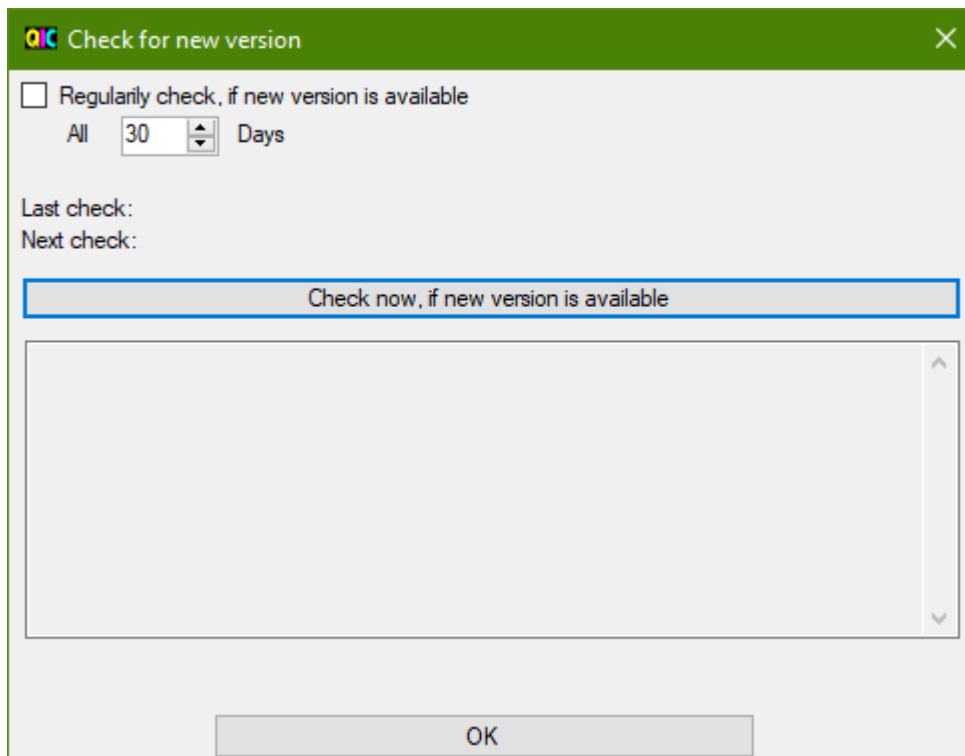 QIC Check for new version
Regularily check, if new version is available
All 30 Days
Last check:
Next check:
Check now, if new version is available
OK